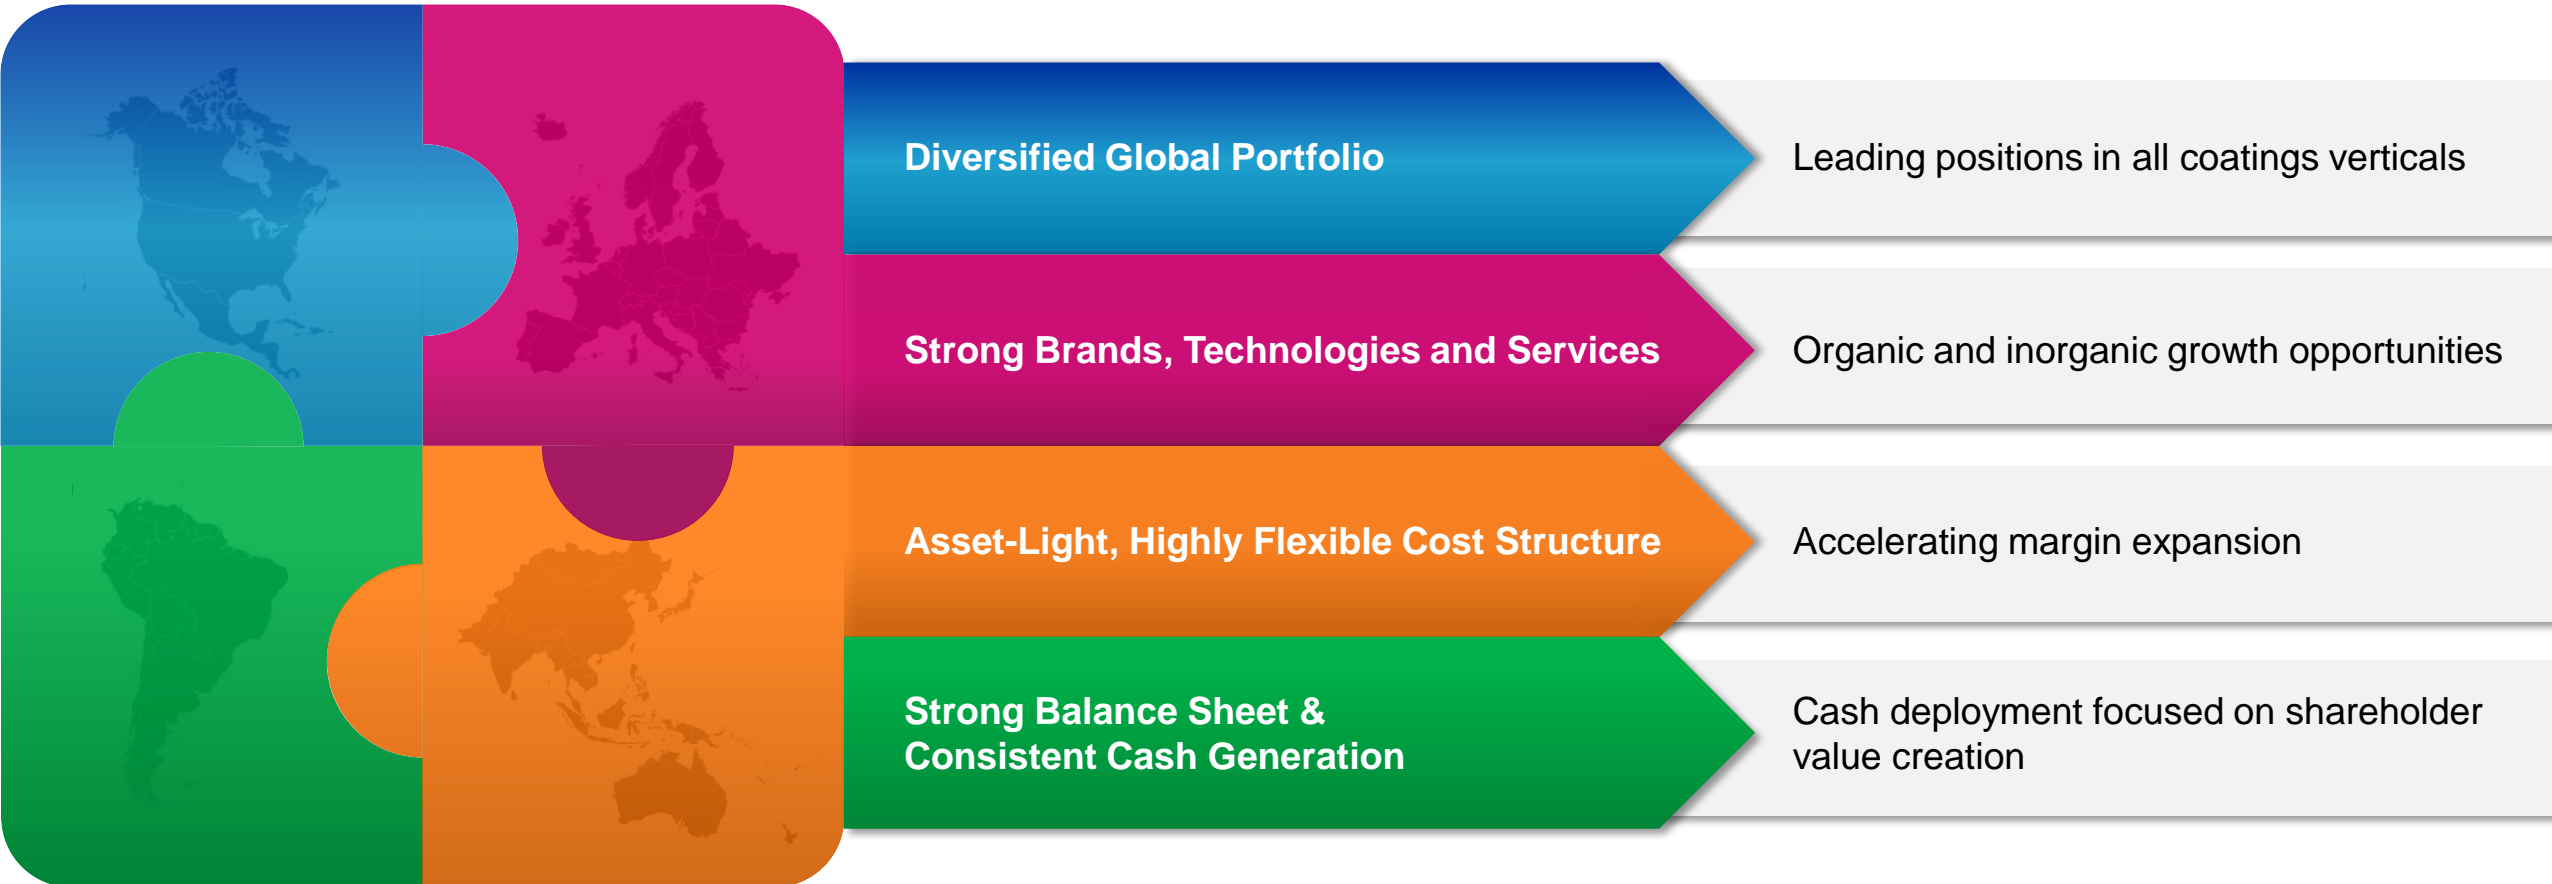 Diversified Global Portfolio
Leading positions in all coatings verticals
Strong Brands, Technologies and Services
Organic and inorganic growth opportunities
Asset-Light, Highly Flexible Cost Structure
Accelerating margin expansion
Strong Balance Sheet &
Consistent Cash Generation
Cash deployment focused on shareholder
value creation